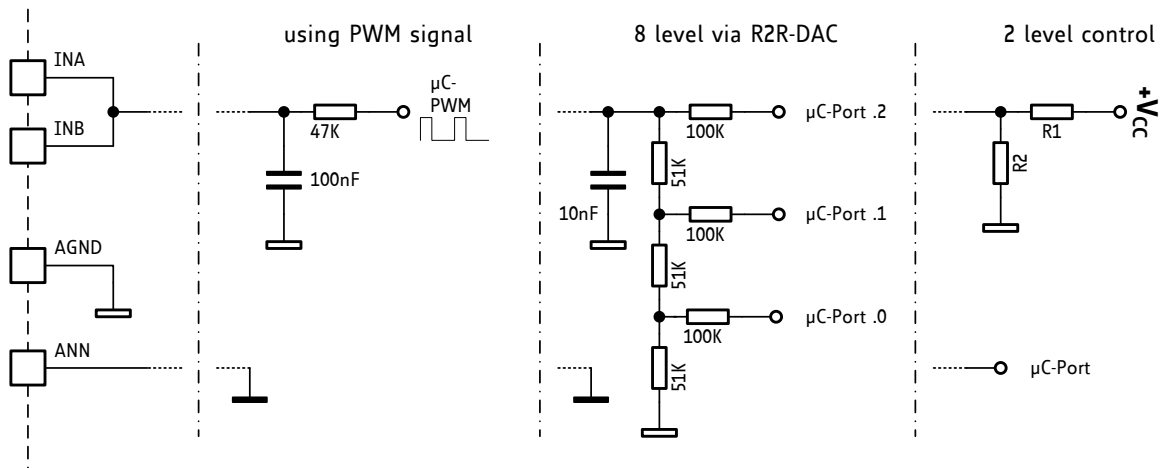 using PWM signal
8 level via R2R-DAC
2 level control
INA
INB
AGND
ANN
47K
100nF
µC-
PWM
10nF
100K
51K
100K
51K
100K
51K
µC-Port .2
µC-Port .1
µC-Port .0
R1
R2
+Vcc
µC-Port